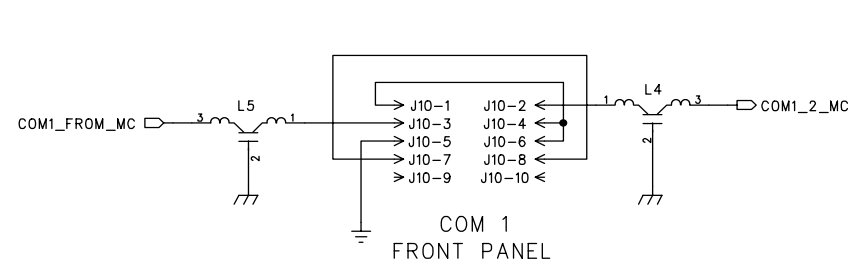 L5
L4
J10-1
J10-2
3
1
1
3
COM1_2_MC
COM1_FROM_MC
J10-3
J10-4
J10-5
J10-6
2
2
J10-7
J10-8
J10-9
J10-10
COM 1
FRONT PANEL